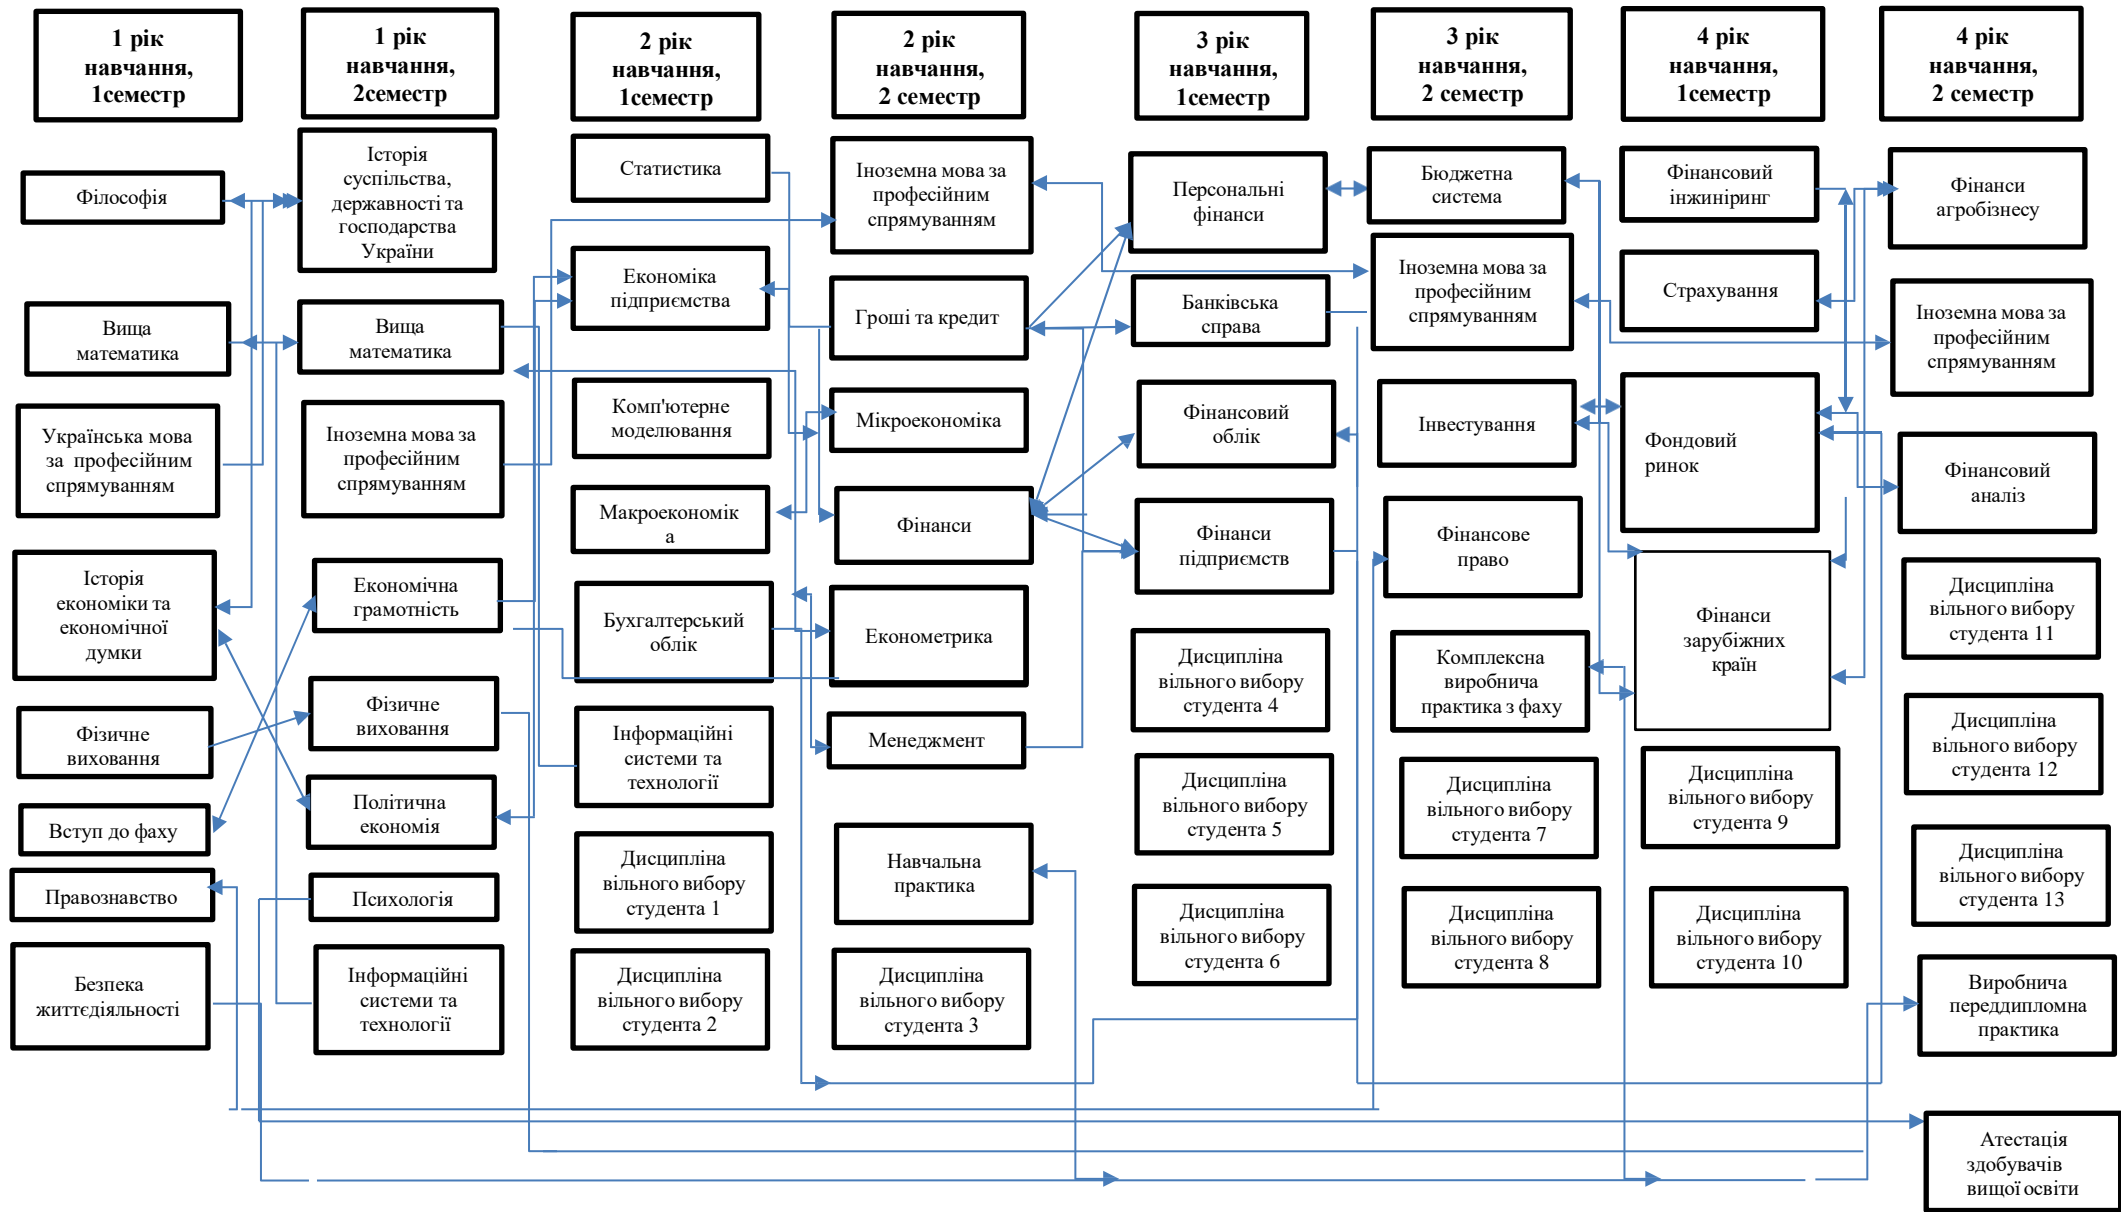 1 рік
навчання,
1семестр
Філософія
Вища
математика
Українська мова
за професійним
спрямуванням
Історія
економіки та
економічної
думки
Фізичне
виховання
Вступ до фаху
Правознавство
Безпека
життєдіяльності
1 рік
навчання,
2семестр
Історія
суспільства,
державності та
господарства
України
Вища
математика
Іноземна мова за
професійним
спрямуванням
Економічна
грамотність
Фізичне
виховання
Політична
економія
Психологія
Інформаційні
системи та
технології
2 рік
навчання,
1семестр
Статистика
Економіка
підприємства
Комп'ютерне
моделювання
Макроекономік
а
Бухгалтерський
облік
Інформаційні
системи та
технології
Дисципліна
вільного вибору
студента 1
Дисципліна
вільного вибору
студента 2
2 рік
навчання,
2 семестр
Іноземна мова за
професійним
спрямуванням
Гроші та кредит
Мікроекономіка
Фінанси
Економетрика
Менеджмент
Навчальна
практика
Дисципліна
вільного вибору
студента 3
3 рік
навчання,
1семестр
Персональні
фінанси
Банківська
справа
Фінансовий
облік
Фінанси
підприємств
Дисципліна
вільного вибору
студента 4
Дисципліна
вільного вибору
студента 5
Дисципліна
вільного вибору
студента 6
3 рік
навчання,
2 семестр
Бюджетна
система
Іноземна мова за
професійним
спрямуванням
Інвестування
Фінансове
право
Комплексна
виробнича
практика з фаху
Дисципліна
вільного вибору
студента 7
Дисципліна
вільного вибору
студента 8
4 рік
навчання,
1семестр
Фінансовий
інжиніринг
Страхування
Фондовий
ринок
Фінанси
зарубіжних
країн
Дисципліна
вільного вибору
студента 9
Дисципліна
вільного вибору
студента 10
4 рік
навчання,
2 семестр
Фінанси
агробізнесу
Іноземна мова за
професійним
спрямуванням
Фінансовий
аналіз
Дисципліна
вільного вибору
студента 11
Дисципліна
вільного вибору
студента 12
Дисципліна
вільного вибору
студента 13
Виробнича
переддипломна
практика
Атестація
здобувачів
вищої освіти